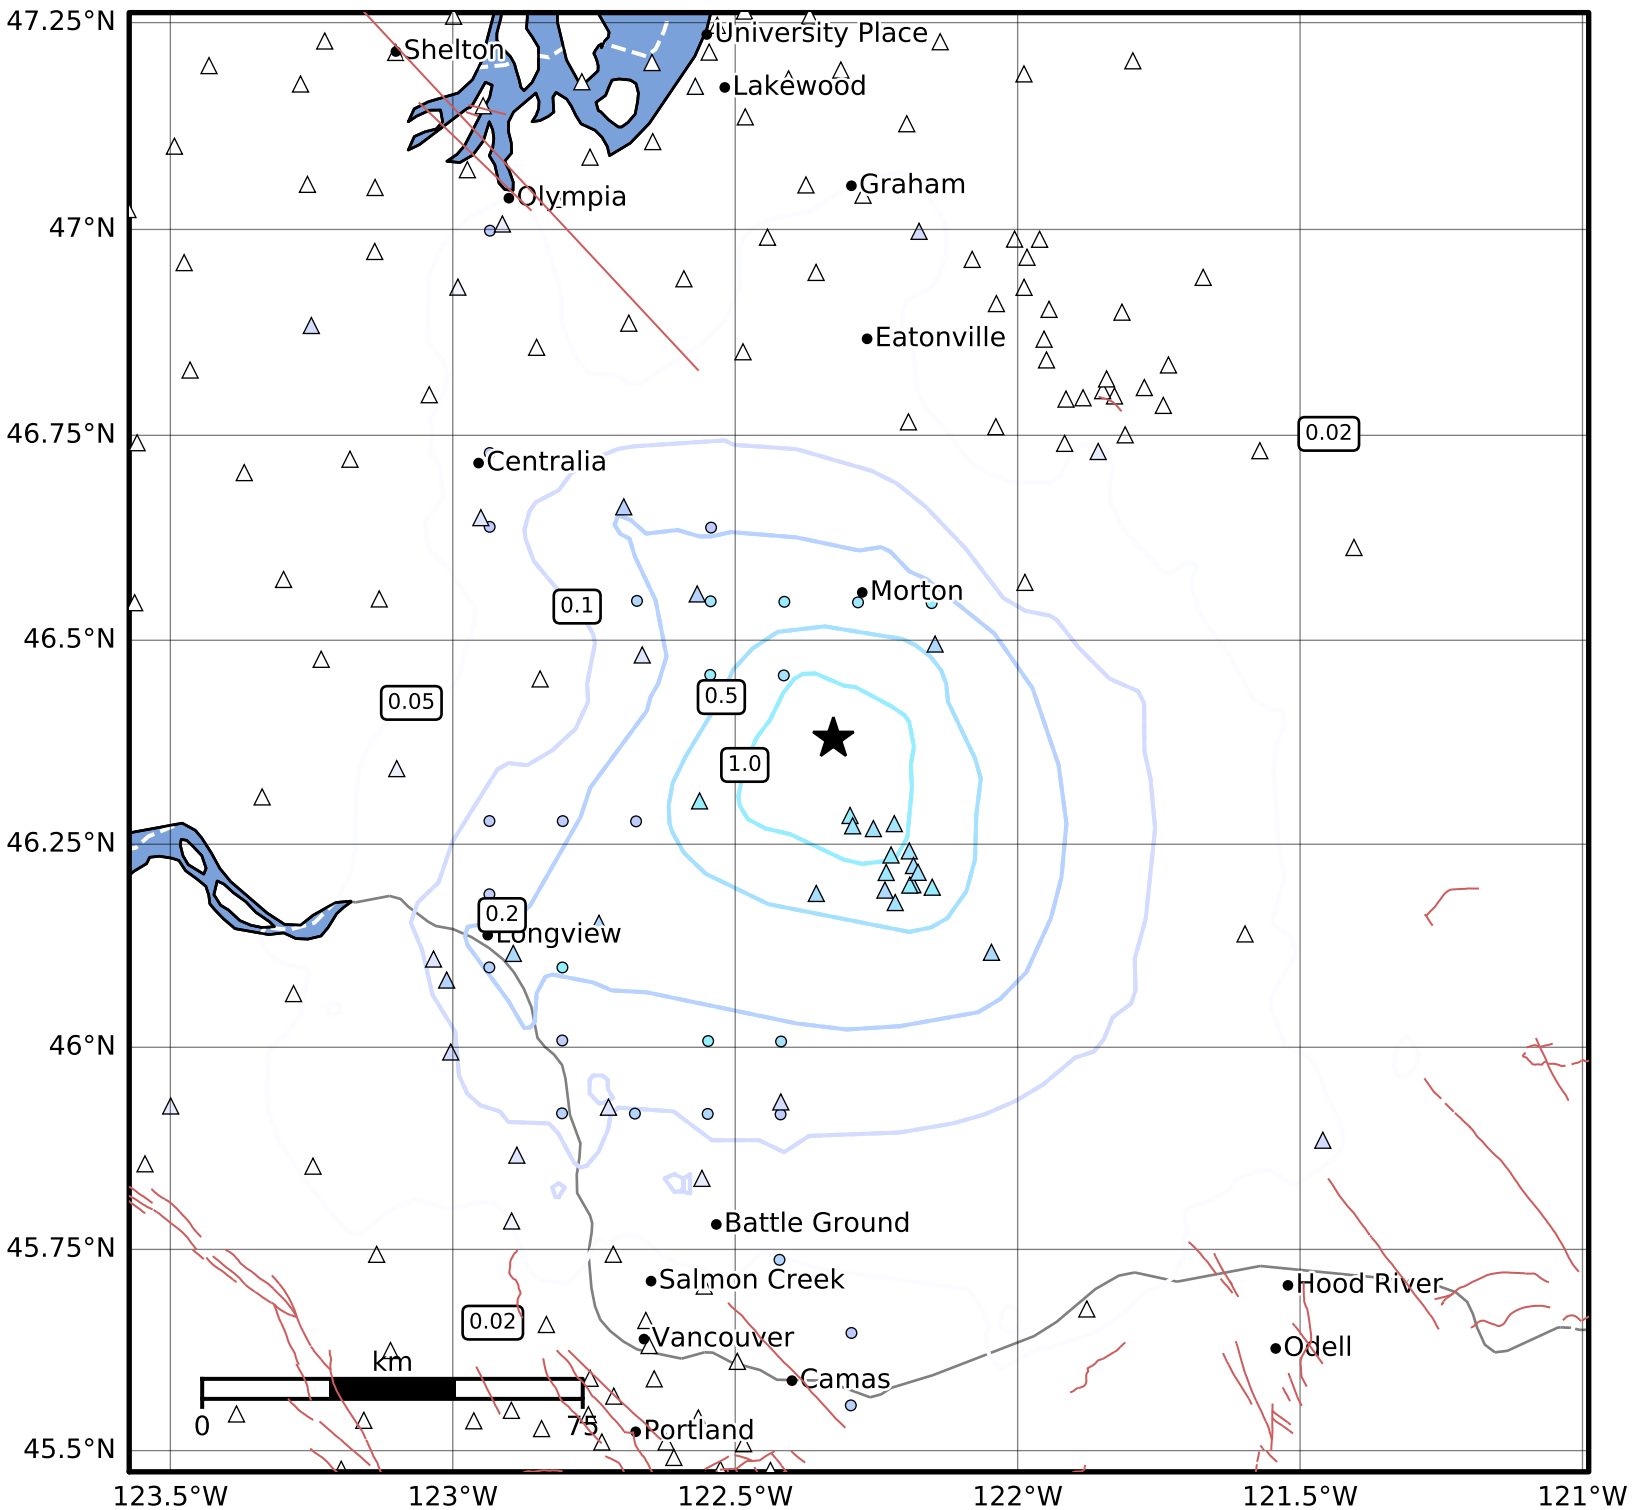 47.25°N
University Place
Shelton
Lakewood
Graham
Olympia
47°N
Eatonville
46.75°N
0.02
Centralia
Morton
0.1
46.5°N
0.05
0.5
1.0
46.25°N
0.2
Longview
46°N
Battle Ground
45.75°N
Salmon Creek
Hood River
0.02
Vancouver
Odell
km
Camas
0
75
Portland
45.5°N
123.5°W
123°W
122.5°W
122°W
121.5°W
121°W